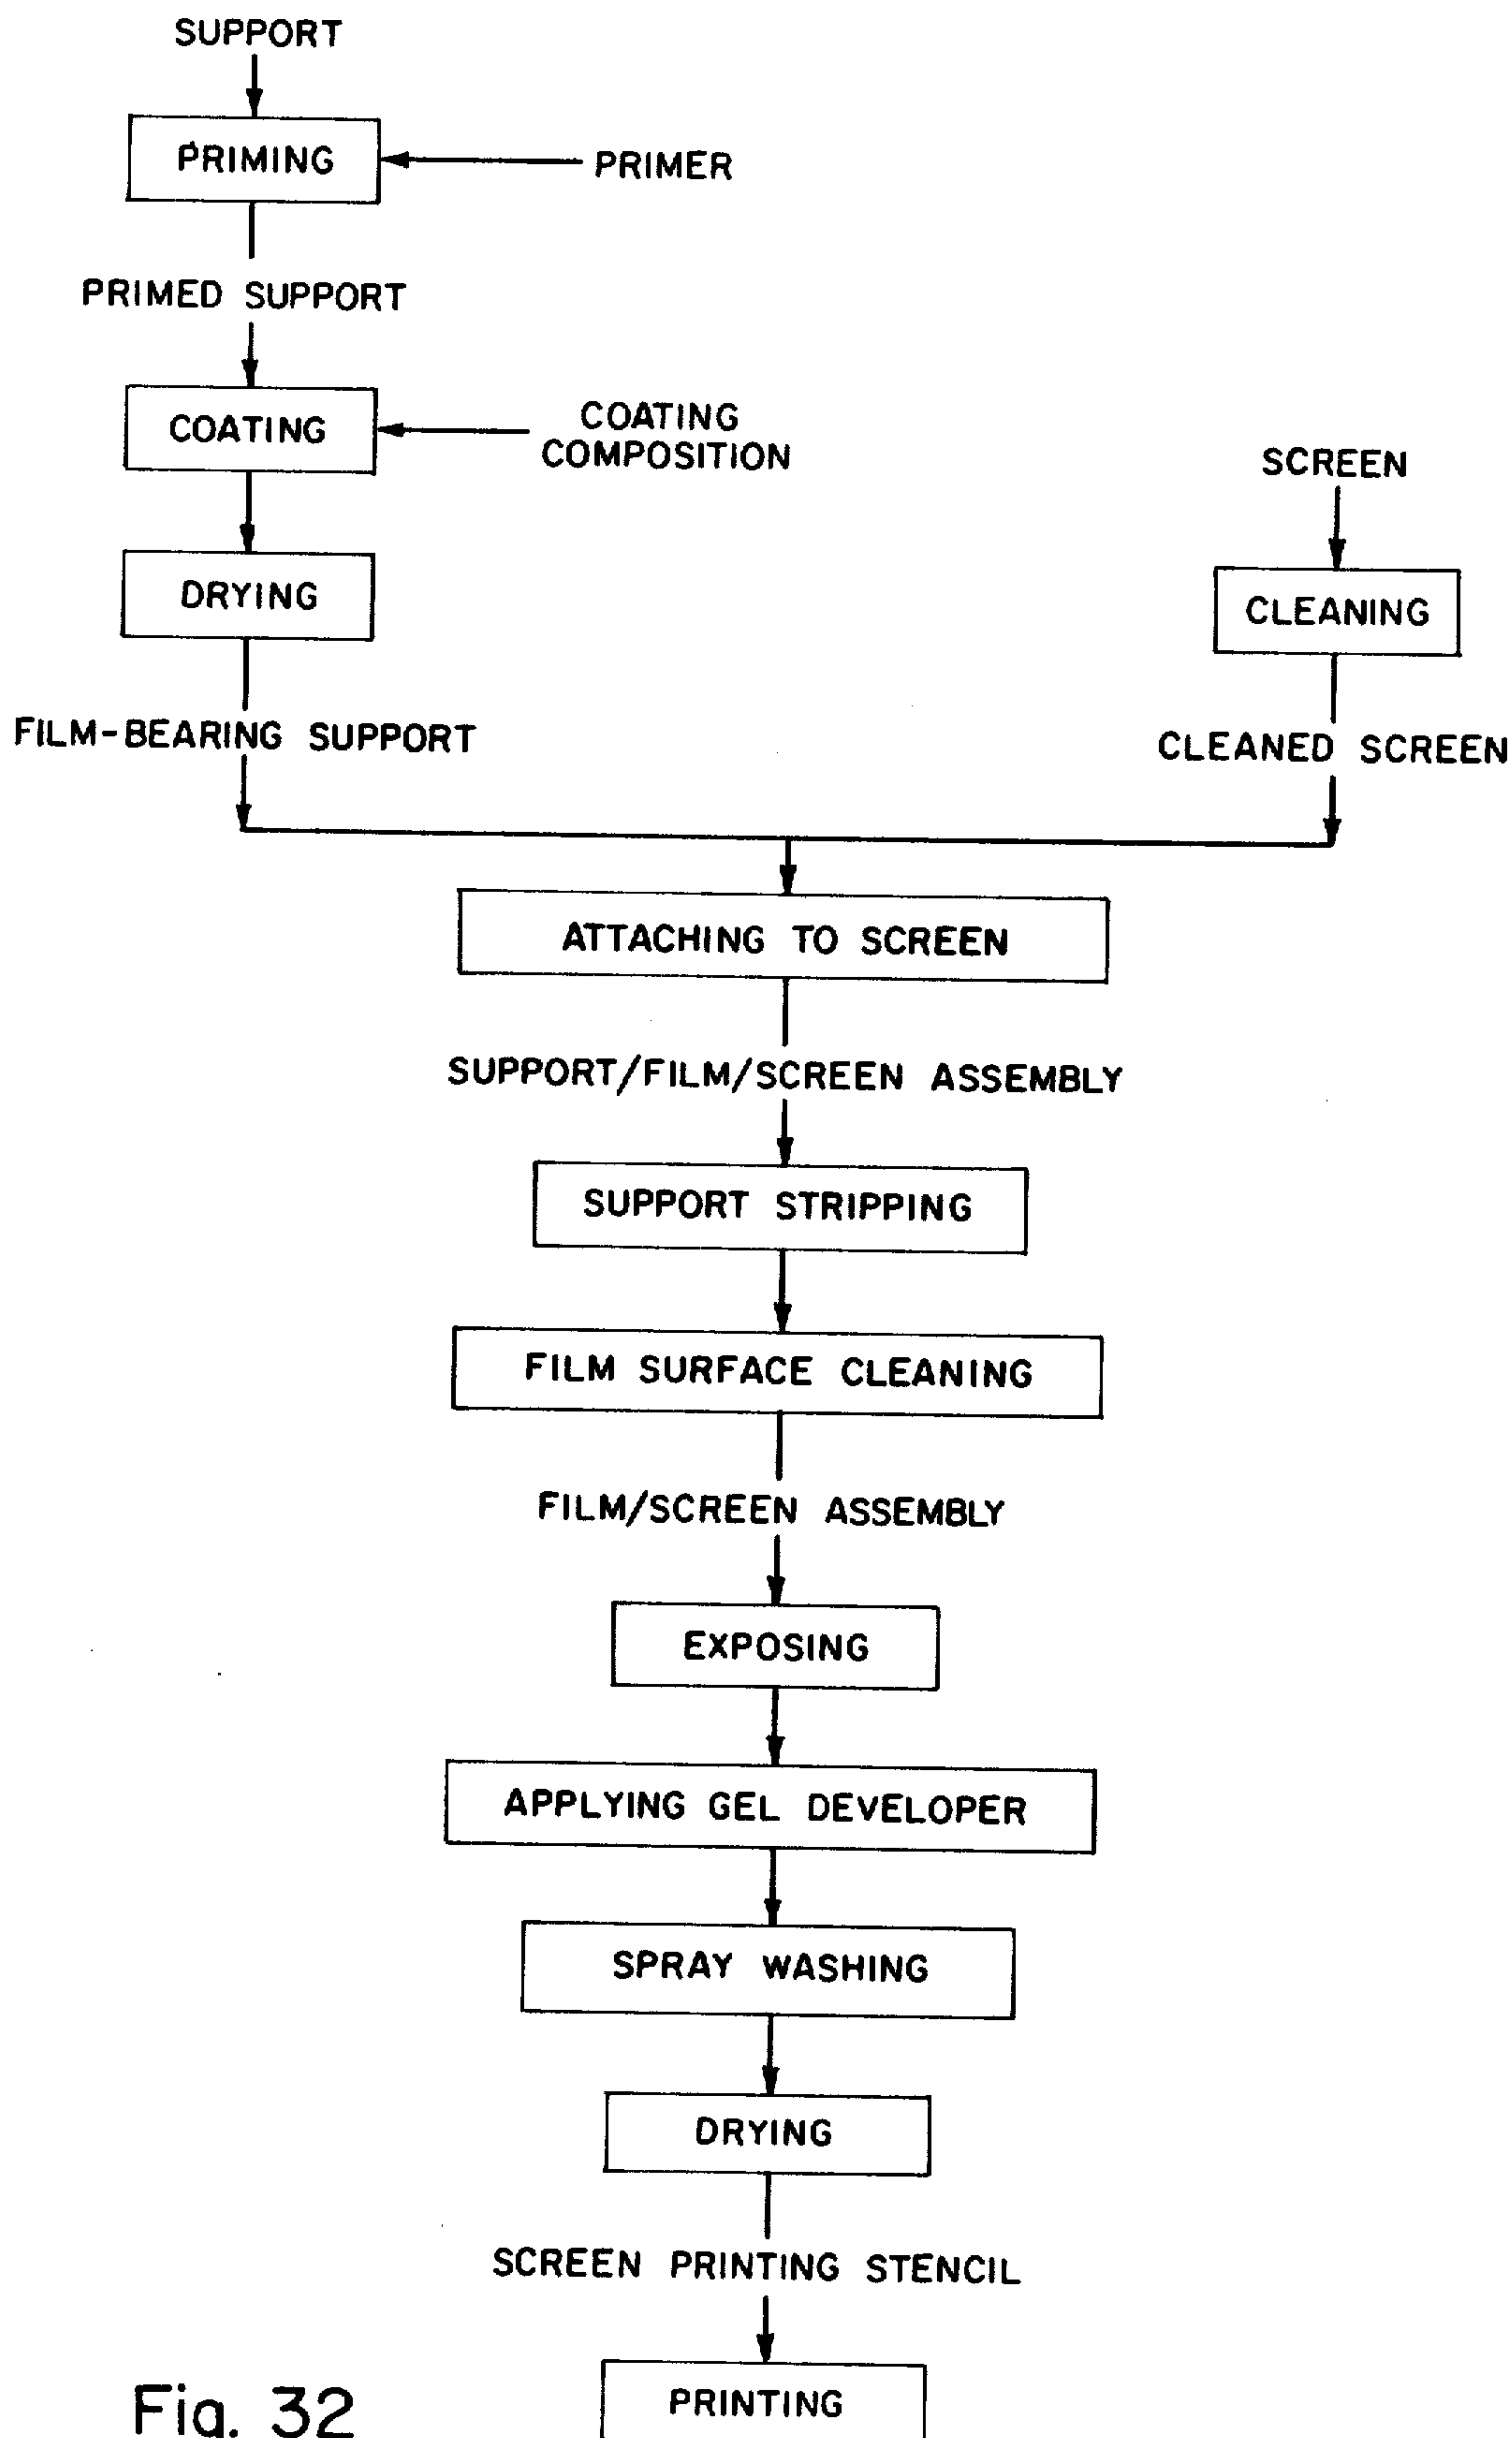 SUPPORT
PRIMING
PRIMER
PRIMED SUPPORT
COATING
COATING
COMPOSITION
SCREEN
DRYING
CLEANING
FILM-BEARING SUPPORT
CLEANED SCREEN
ATTACHING TO SCREEN
SUPPORT/FILM/SCREEN ASSEMBLY
SUPPORT STRIPPING
FILM SURFACE CLEANING
FILM/SCREEN ASSEMBLY
EXPOSING
APPLYING GEL DEVELOPER
SPRAY WASHING
DRYING
SCREEN PRINTING STENCIL
PRINTING
Fig. 32